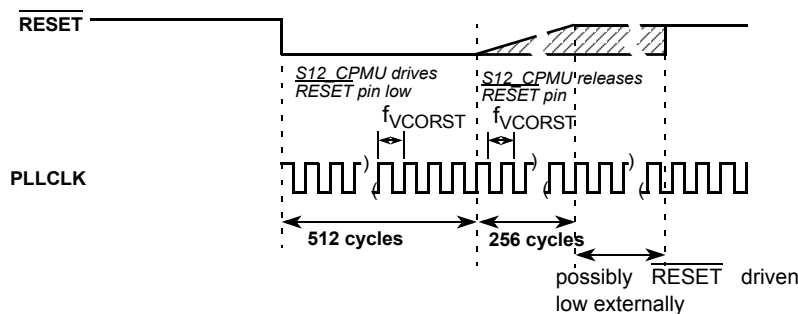 RESET
S12_CPMU drives
RESET pin low
S12_CPMU releases
RESET pin
fVCORST
fVCORST
PLLCLK
512 cycles
256 cycles
possibly RESET driven
low externally